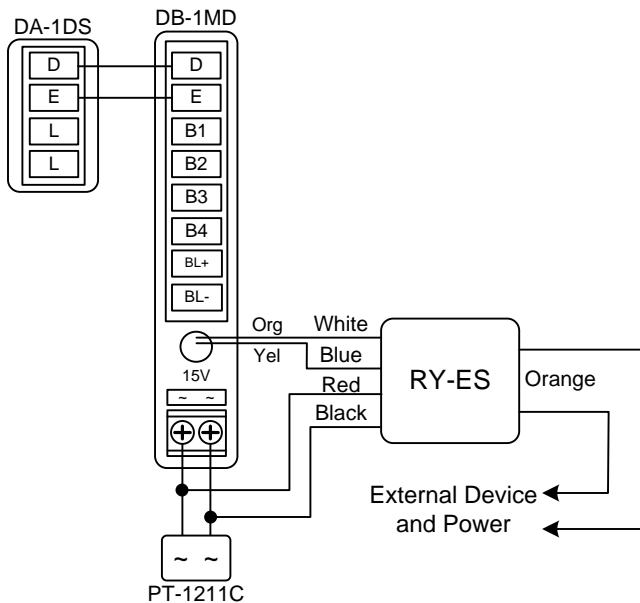 DA-1DS
DB-1MD
D
E
L
L
D
E
B1
B2
B3
B4
BL+
BL-
Org
White
Yel
Blue
15V
Red
Black
~ ~
RY-ES
Orange
External Device
and Power
~ ~
PT-1211C